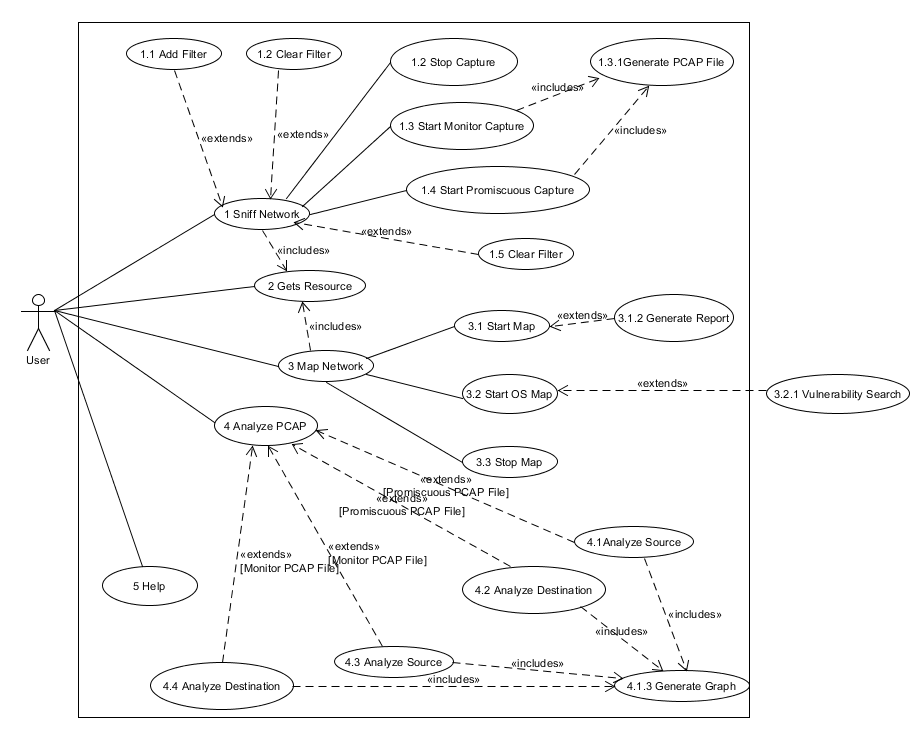 1.1 Add Filter
1.2 Clear Filter
1.2 Stop Capture
1.3.1Generate PCAP File
«includes»
1.3 Start Monitor Capture
«extends»
«extends»
«includes»
1.4 Start Promiscuous Capture
1 Sniff Network
«extends»
«includes»
1.5 Clear Filter
2 Gets Resource
«includes»
3.1 Start Map
«extends»
3.1.2 Generate Report
User
3 Map Network
«extends»
3.2 Start OS Map
3.2.1 Vulnerability Search
4 Analyze PCAP
3.3 Stop Map
«extends»
[Promiscuous PCAP File]
«extends»
[Promiscuous PCAP File]
4.1Analyze Source
«extends»
[Monitor PCAP File]
«extends»
[Monitor PCAP File]
5 Help
4.2 Analyze Destination
«includes»
«includes»
4.3 Analyze Source
«includes»
«includes»
4.4 Analyze Destination
4.1.3 Generate Graph